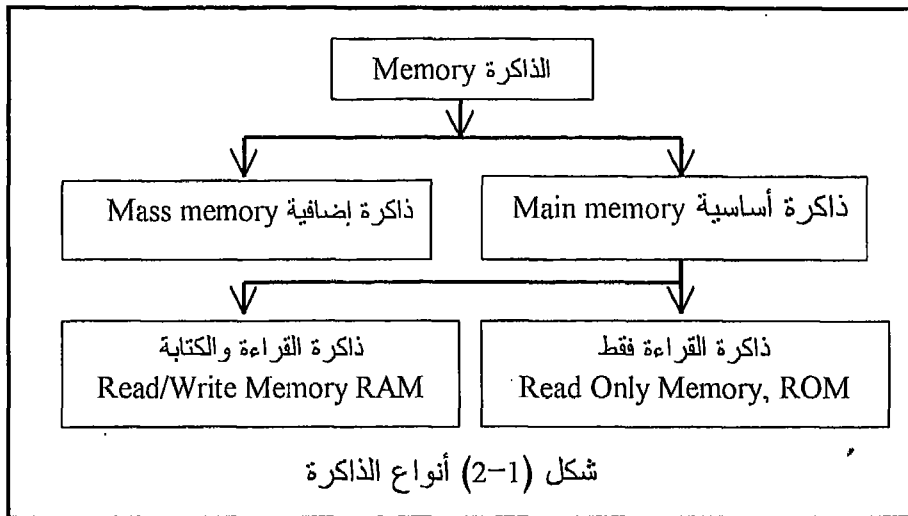 الذاكرة Memory
ذاكرة أساسية Main memory
ذاكرة إضافية Mass memory
ذاكرة القراءة فقط
Read Only Memory, ROM
ذاكرة القراءة والكتابة
Read/Write Memory RAM
شكل (1-2) أنواع الذاكرة